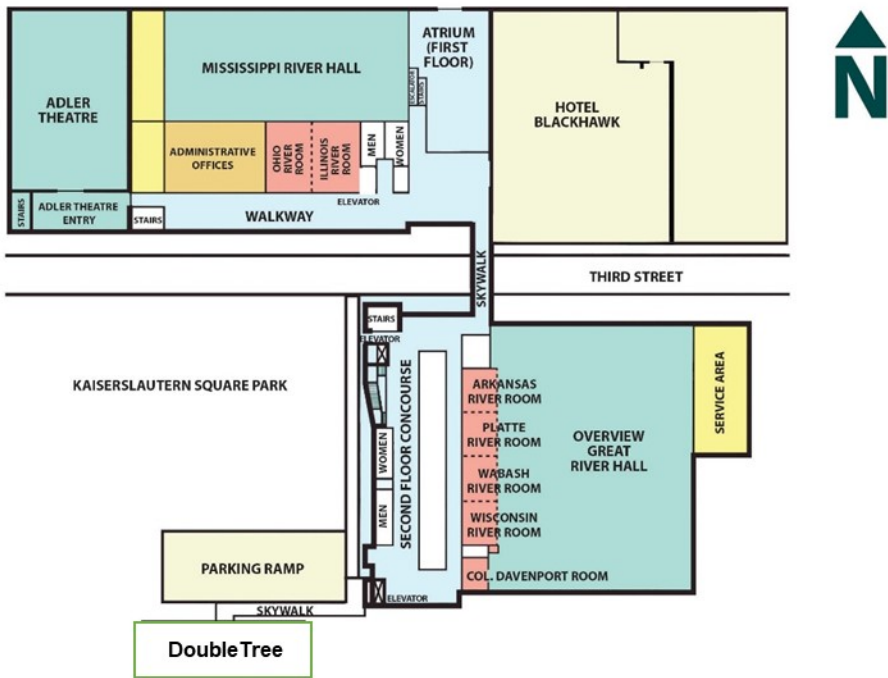 ATRIUM
(FIRST
FLOOR)
N
MISSISSIPPI RIVER HALL
ESCALATOR
STAIRS
ADLER
THEATRE
HOTEL
BLACKHAWK
ADMINISTRATIVE
OFFICES
OHIO
RIVER
ROOM
ILLINOIS
RIVER
ROOM
MEN
WOMEN
ELEVATOR
STAIRS
ADLER THEATRE
ENTRY
STAIRS
WALKWAY
SKYWALK
THIRD STREET
STAIRS
ELEVATOR
KAISERSLAUTERN SQUARE PARK
SECOND FLOOR CONCOURSE
WOMEN
MEN
ARKANSAS
RIVER ROOM
PLATTE
RIVER ROOM
WABASH
RIVER ROOM
WISCONSIN
RIVER ROOM
COL. DAVENPORT ROOM
OVERVIEW
GREAT
RIVER HALL
SERVICE AREA
PARKING RAMP
ELEVATOR
SKYWALK
DoubleTree